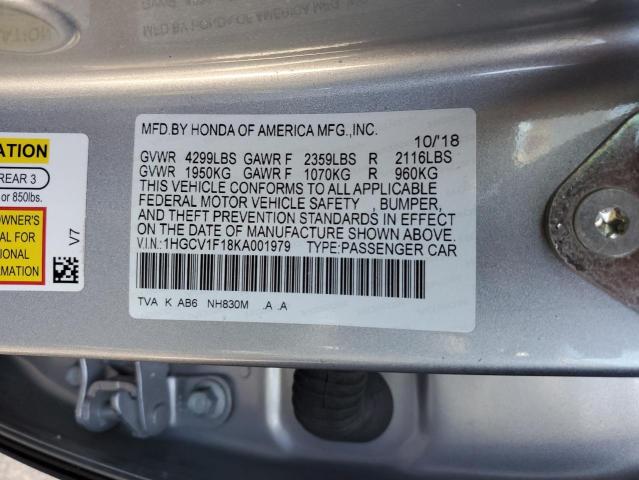 MFD.BY HONDA OF AMERICA MFG.,INC.
10/'18
GVWR 4299LBS GAWR F 2359LBS R 2116LBS
GVWR 1950KG GAWR F 1070KG R 960KG
THIS VEHICLE CONFORMS TO ALL APPLICABLE
FEDERAL MOTOR VEHICLE SAFETY , BUMPER,
AND THEFT PREVENTION STANDARDS IN EFFECT
ON THE DATE OF MANUFACTURE SHOWN ABOVE.
V.I.N.:1HGCV1F18KA001979 TYPE:PASSENGER CAR
TVA K AB6 NH830M .A .A
ATION
REAR 3
or 850lbs.
OWNER'S
AL FOR
TIONAL
RMATION
V7